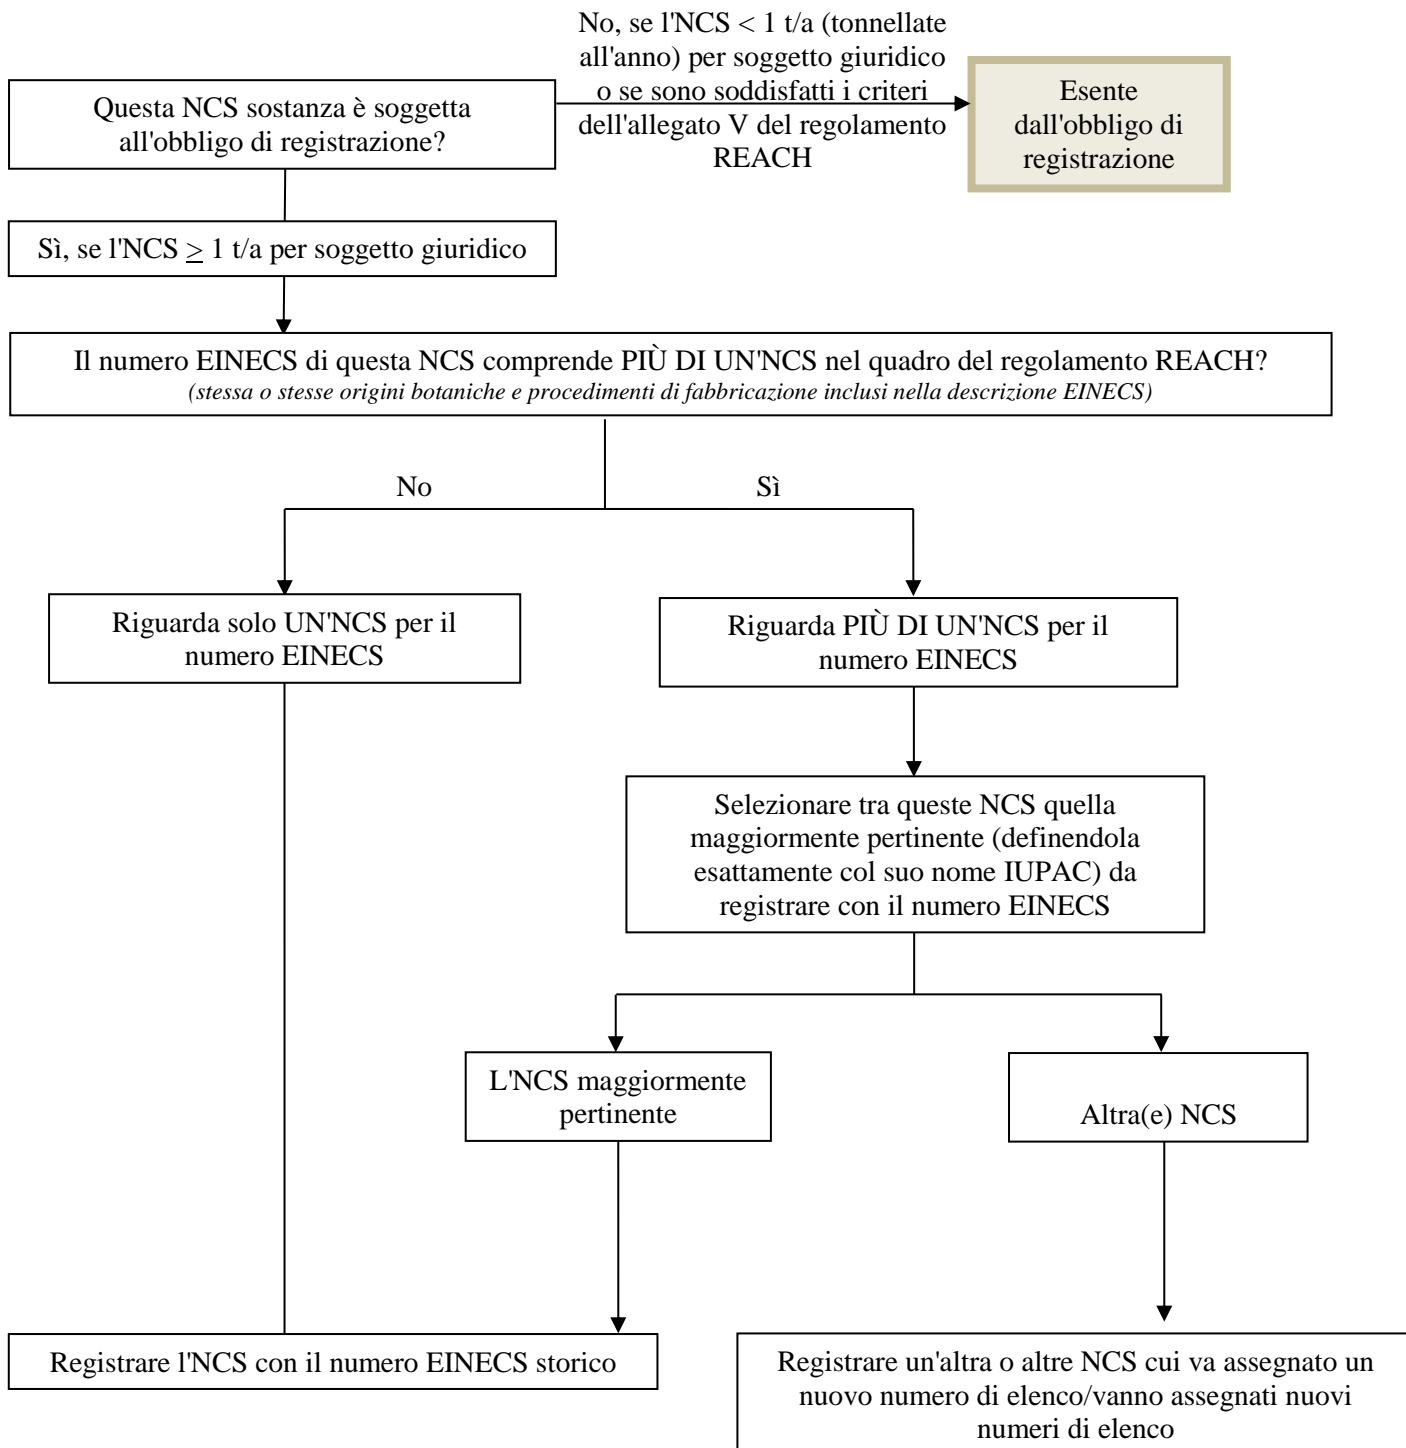 No, se l'NCS < 1 t/a (tonnellate
all'anno) per soggetto giuridico
o se sono soddisfatti i criteri
dell'allegato V del regolamento
REACH
Questa NCS sostanza è soggetta
all'obbligo di registrazione?
Esente
dall'obbligo di
registrazione
Sì, se l'NCS ≥ 1 t/a per soggetto giuridico
Il numero EINECS di questa NCS comprende PIÙ DI UN'NCS nel quadro del regolamento REACH?
(stessa o stesse origini botaniche e procedimenti di fabbricazione inclusi nella descrizione EINECS)
No
Sì
Riguarda solo UN'NCS per il
numero EINECS
Riguarda PIÙ DI UN'NCS per il
numero EINECS
Selezionare tra queste NCS quella
maggiormente pertinente (definendola
esattamente col suo nome IUPAC) da
registrare con il numero EINECS
L'NCS maggiormente
pertinente
Altra(e) NCS
Registrare l'NCS con il numero EINECS storico
Registrare un'altra o altre NCS cui va assegnato un
nuovo numero di elenco/vanno assegnati nuovi
numeri di elenco